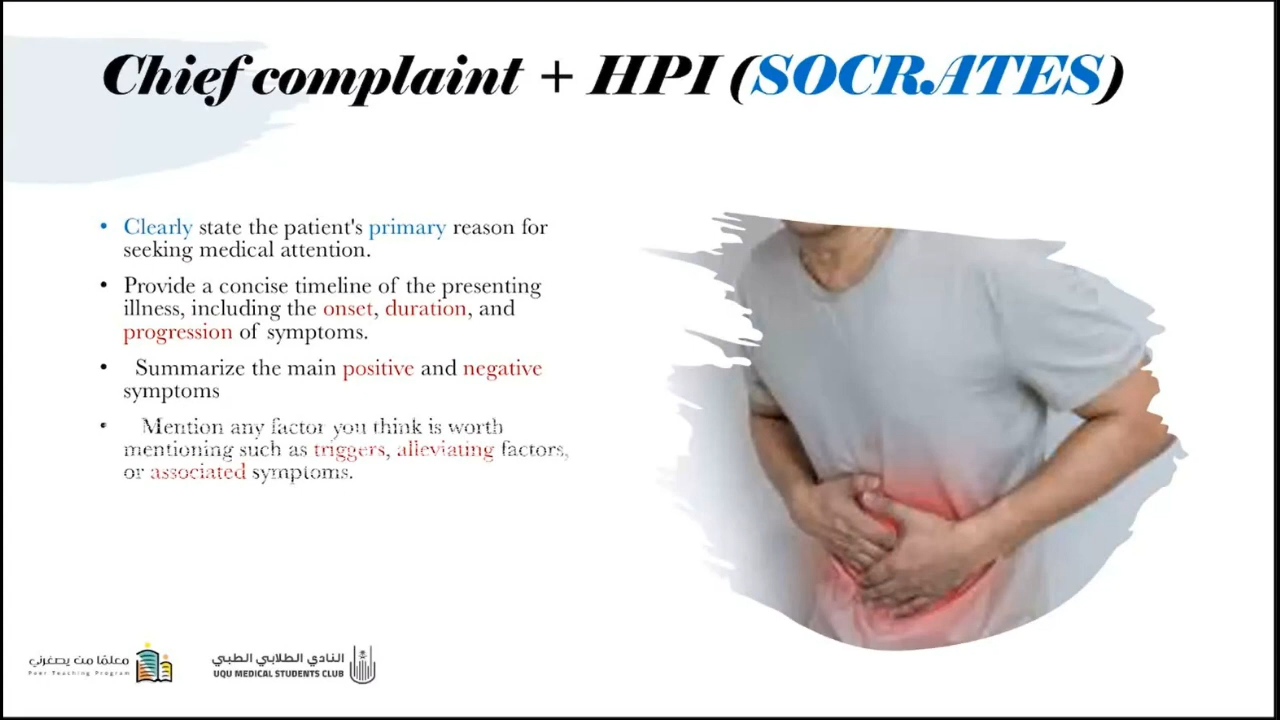 Chief complaint + HPI (SOCRATES)
• Clearly state the patient's primary reason for
seeking medical attention.
• Provide a concise timeline of the presenting
illness, including the onset, duration, and
progression of symptoms.
• Summarize the main positive and negative
symptoms
• Mention any factor you think is worth
mentioning such as triggers, alleviating factors,
or associated symptoms.
معلمًا من يصغرني
Peer Teaching Program
النادي الطلابي الطبي
UQU MEDICAL STUDENTS CLUB